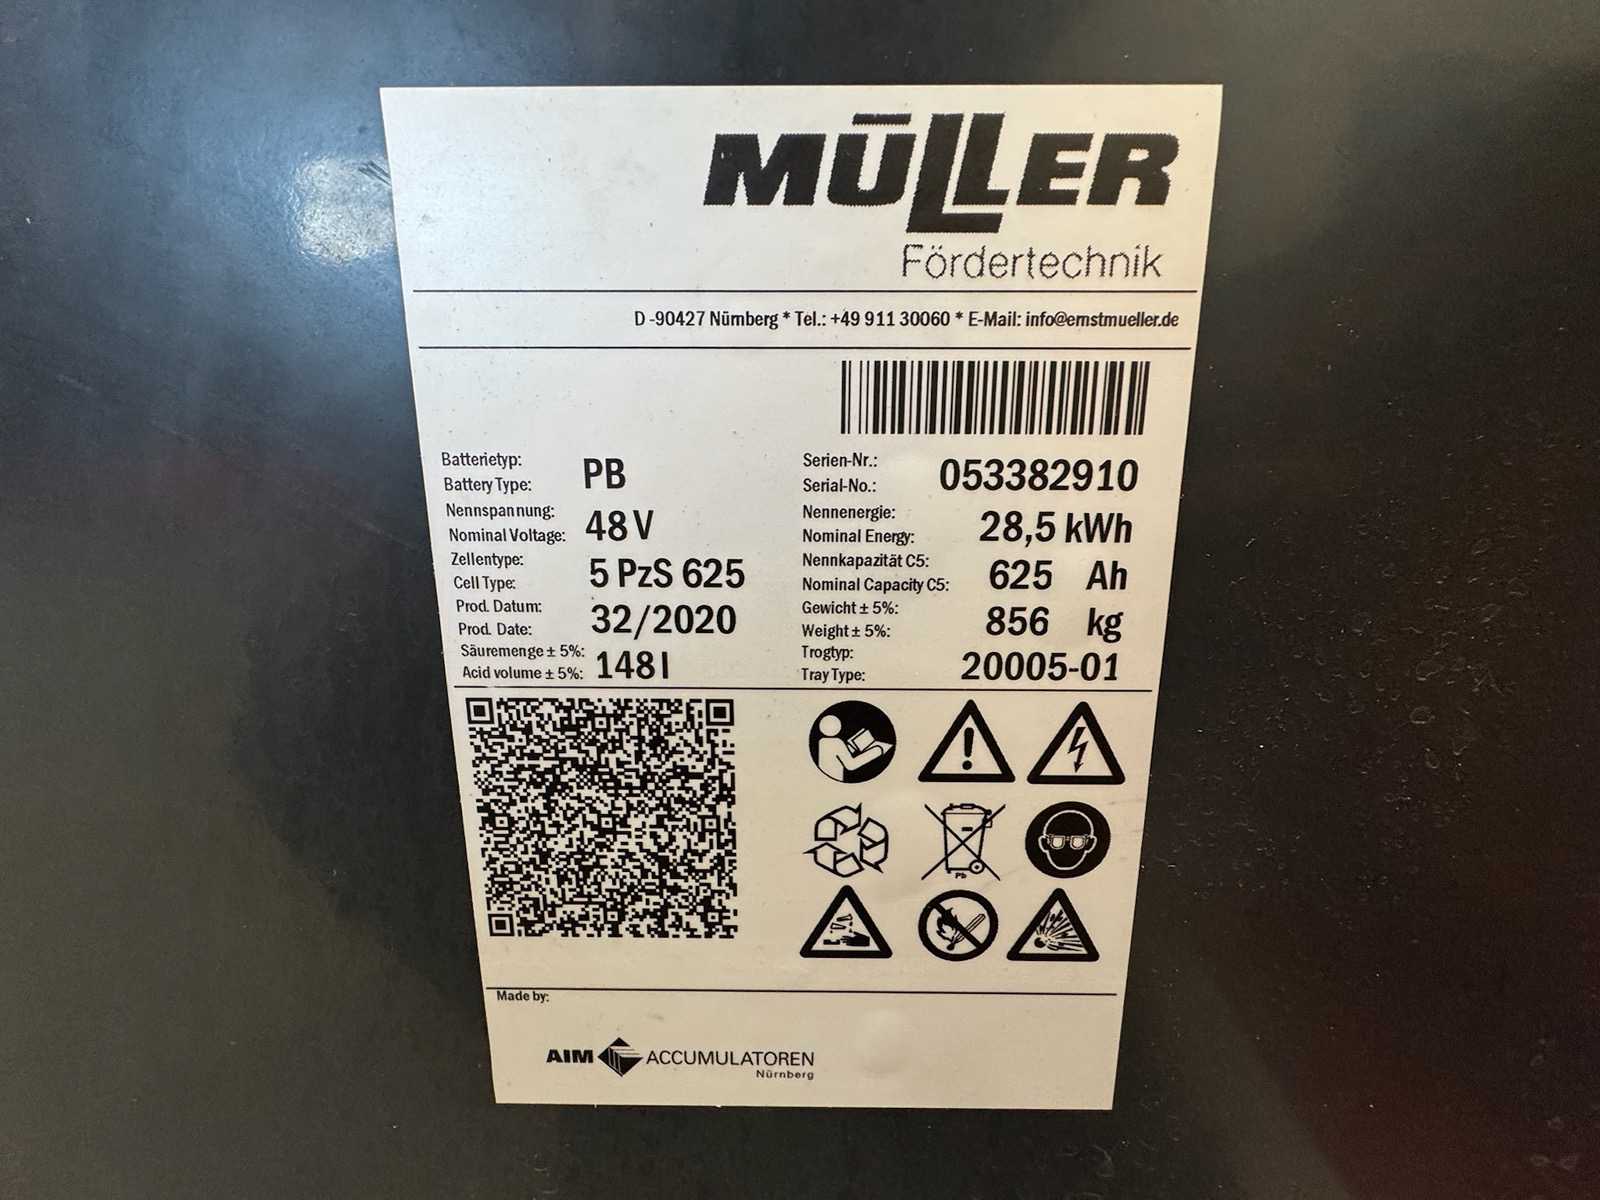 MÜLLER
Fördertechnik
D-90427 Nürnberg * Tel.: +49 911 30060 * E-Mail: info@ernstmueller.de
Batterietyp:
Battery Type: PB
Serien-Nr.:
Serial-No.: 053382910
Nennspannung:
Nominal Voltage: 48 V
Nennenergie:
Nominal Energy: 28,5 kWh
Zellentype:
Cell Type: 5 PzS 625
Nennkapazität C5:
Nominal Capacity C5: 625 Ah
Prod. Datum:
Prod. Date: 32/2020
Gewicht ± 5%:
Weight ± 5%: 856 kg
Säuremenge ± 5%:
Acid volume ± 5%: 148 l
Trogtyp:
Tray Type: 20005-01
Pb
Made by:
AIM ACCUMULATOREN
Nürnberg